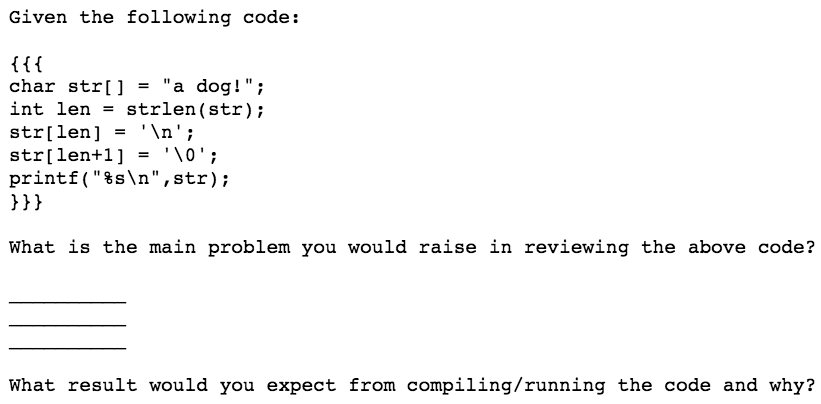 Given the following code:
{{{
char str[] = "a dog!";
int len = strlen(str);
str[len] = '\n';
str[len+1] = '\0';
printf("%s\n",str);
}}}
What is the main problem you would raise in reviewing the above code?
__________
__________
__________
What result would you expect from compiling/running the code and why?